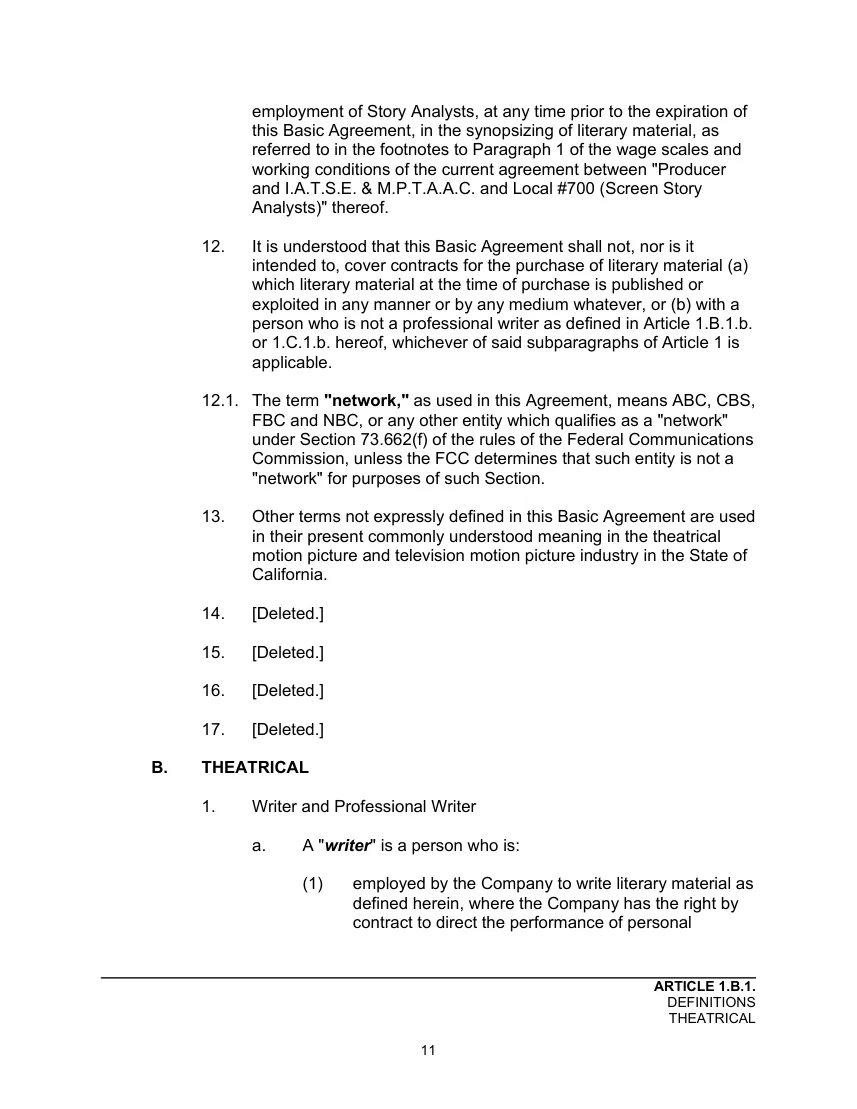 employment of Story Analysts, at any time prior to the expiration of
this Basic Agreement, in the synopsizing of literary material, as
referred to in the footnotes to Paragraph 1 of the wage scales and
working conditions of the current agreement between "Producer
and I.A.T.S.E. & M.P.T.A.A.C. and Local #700 (Screen Story
Analysts)" thereof.
12. It is understood that this Basic Agreement shall not, nor is it
intended to, cover contracts for the purchase of literary material (a)
which literary material at the time of purchase is published or
exploited in any manner or by any medium whatever, or (b) with a
person who is not a professional writer as defined in Article 1.B.1.b.
or 1.C.1.b. hereof, whichever of said subparagraphs of Article 1 is
applicable.
12.1. The term "network," as used in this Agreement, means ABC, CBS,
FBC and NBC, or any other entity which qualifies as a "network"
under Section 73.662(f) of the rules of the Federal Communications
Commission, unless the FCC determines that such entity is not a
"network" for purposes of such Section.
13. Other terms not expressly defined in this Basic Agreement are used
in their present commonly understood meaning in the theatrical
motion picture and television motion picture industry in the State of
California.
14. [Deleted.]
15. [Deleted.]
16. [Deleted.]
17. [Deleted.]
B. THEATRICAL
1. Writer and Professional Writer
a. A "writer" is a person who is:
(1) employed by the Company to write literary material as
defined herein, where the Company has the right by
contract to direct the performance of personal
ARTICLE 1.B.1.
DEFINITIONS
THEATRICAL
11